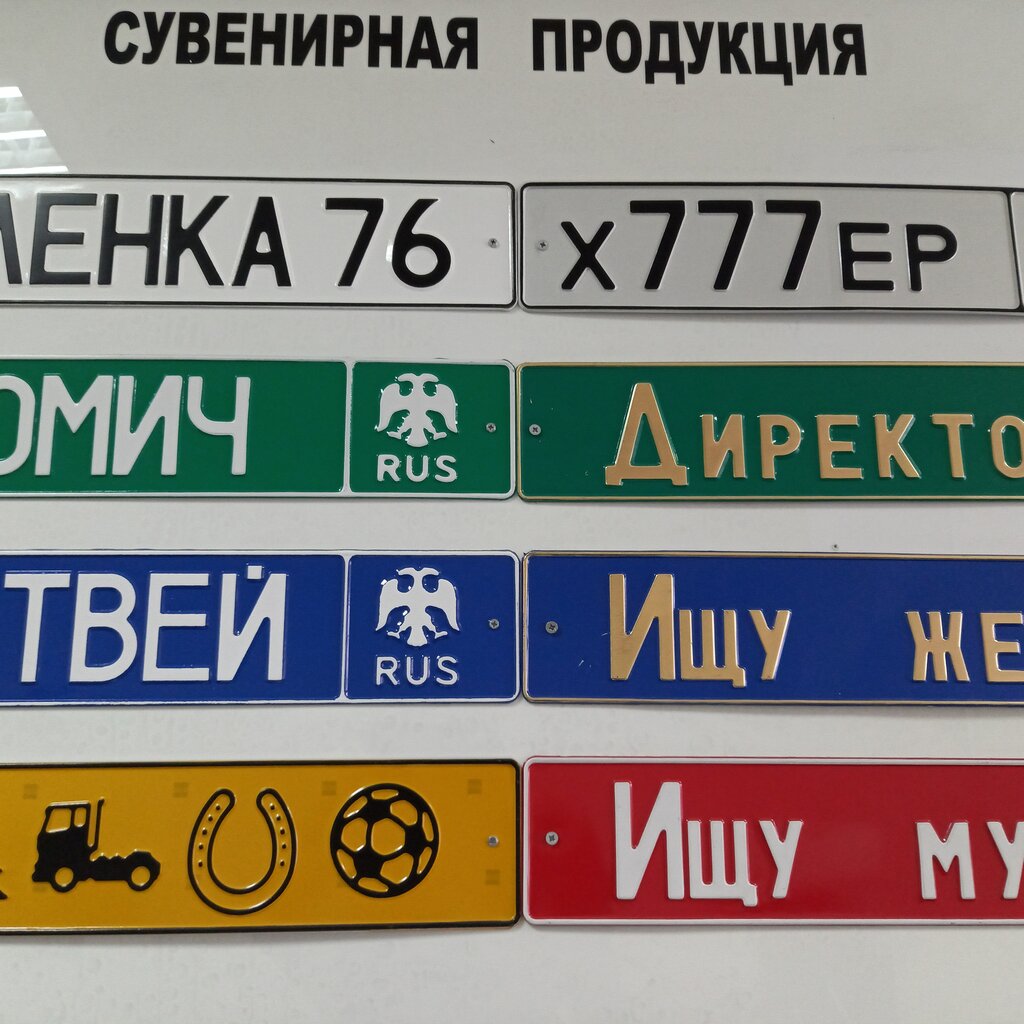 СУВЕНИРНАЯ ПРОДУКЦИЯ
ЛЕНКА 76
Х777ЕР
ОМИЧ
RUS
ДИРЕКТО
ТВЕЙ
RUS
Ищу же
Ищу му